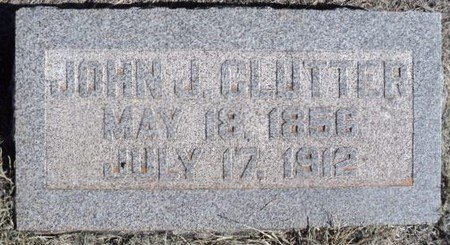 JOHN J. CLUTTER
MAY 18, 1856
JULY 17, 1912